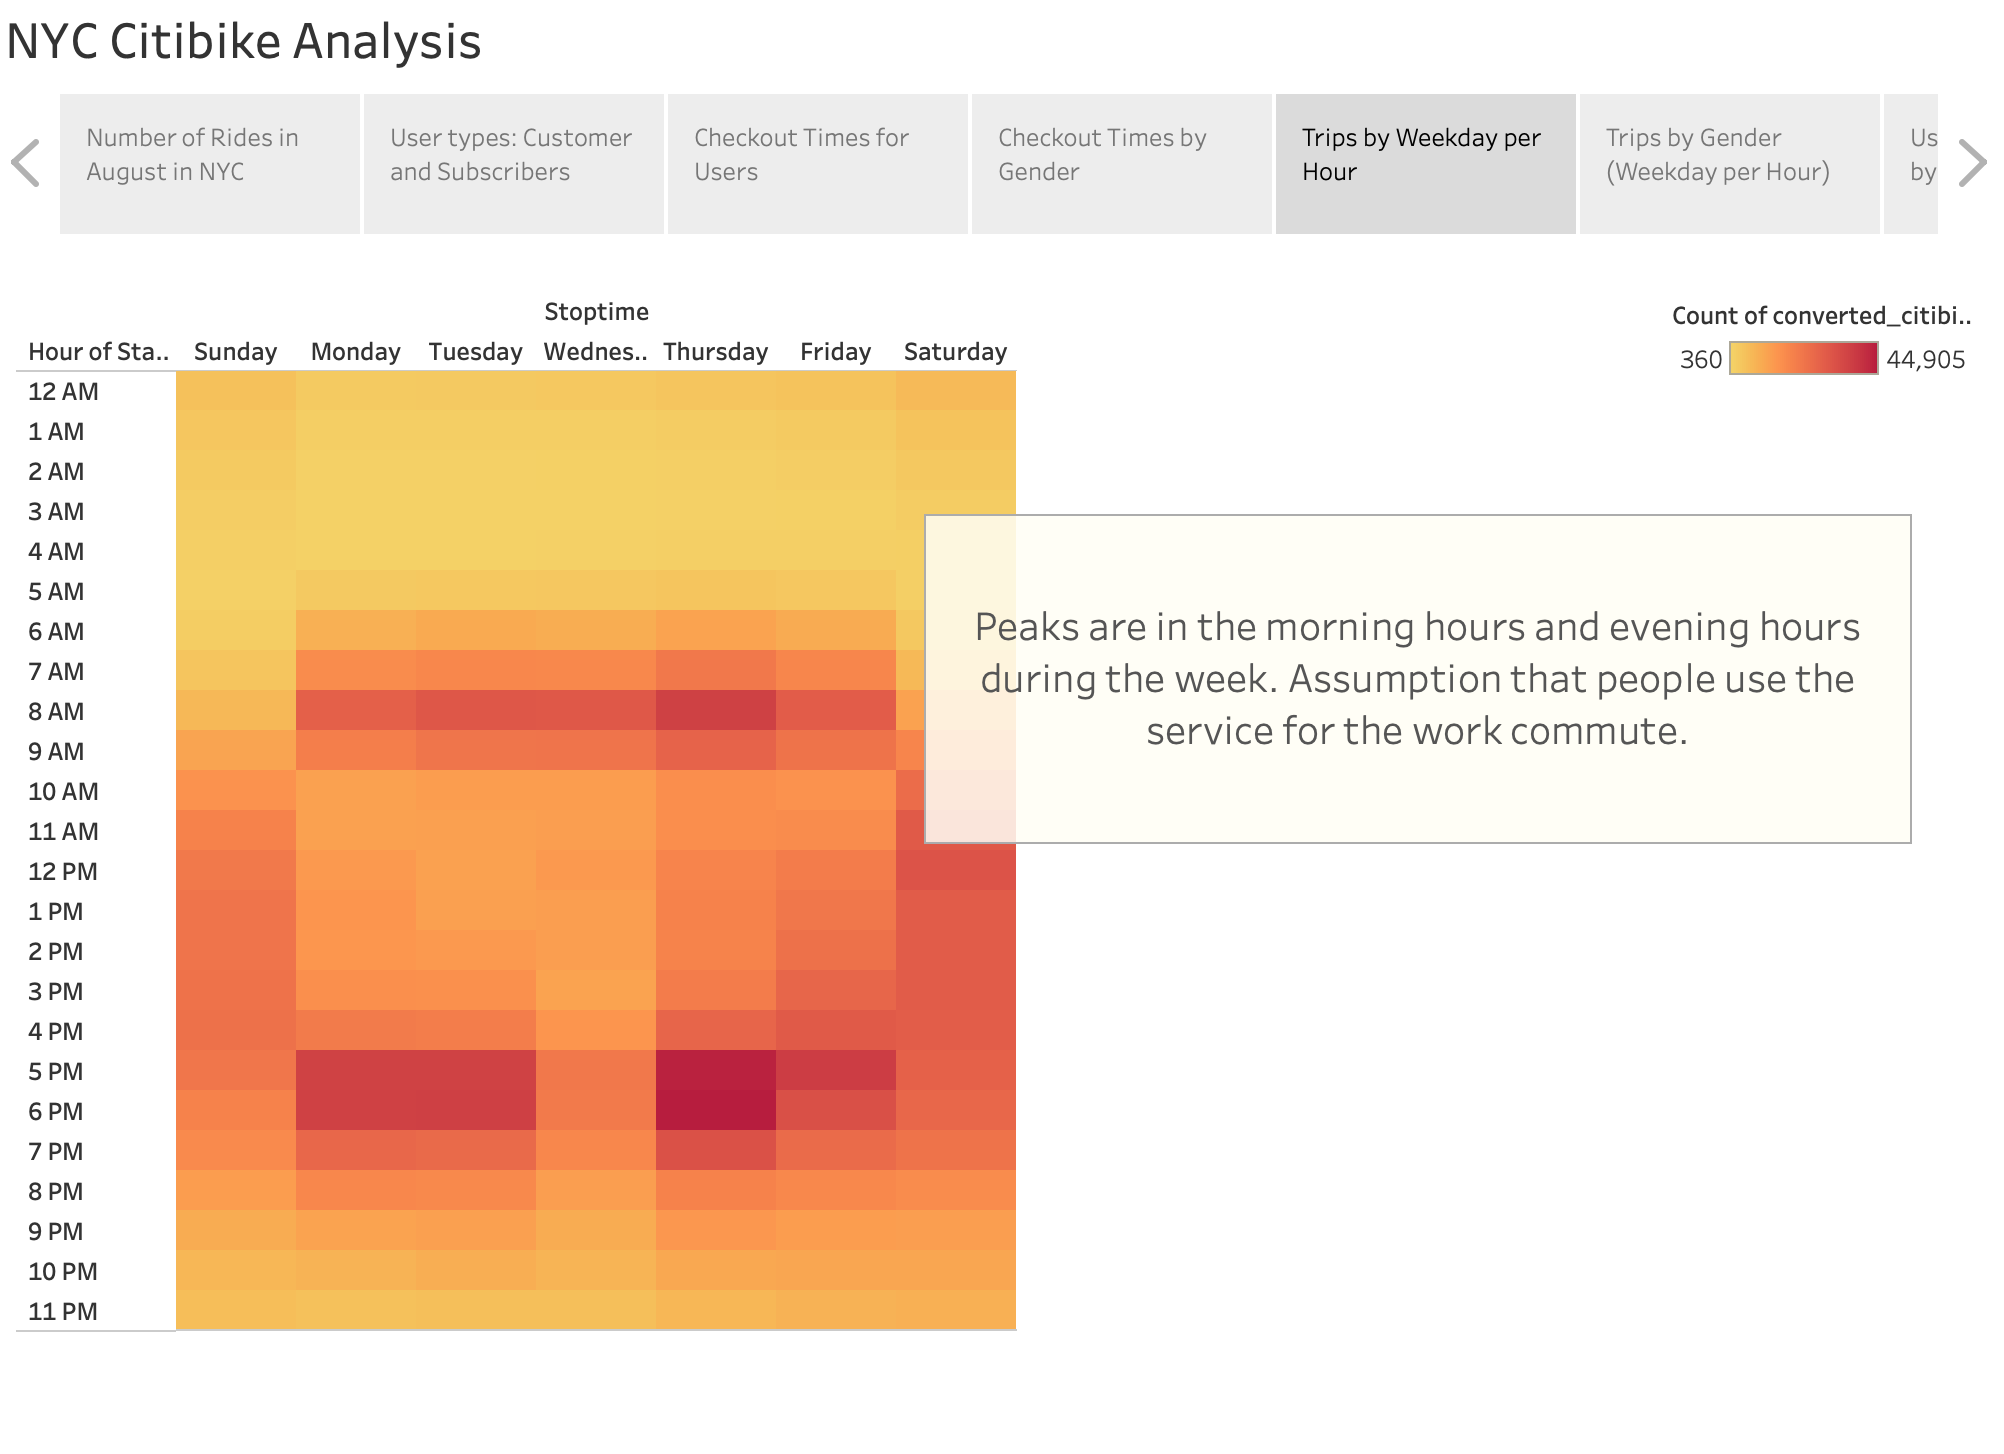 NYC Citibike Analysis
Number of Rides in
August in NYC
User types: Customer
and Subscribers
Checkout Times for
Users
Checkout Times by
Gender
Trips by Weekday per
Hour
Trips by Gender
(Weekday per Hour)
Us
by
Stoptime
Hour of Sta.. Sunday Monday Tuesday Wednes.. Thursday Friday Saturday
Count of converted_citibi..
360 44,905
12 AM
1 AM
2 AM
3 AM
4 AM
5 AM
6 AM
7 AM
8 AM
9 AM
10 AM
11 AM
12 PM
1 PM
2 PM
3 PM
4 PM
5 PM
6 PM
7 PM
8 PM
9 PM
10 PM
11 PM
Peaks are in the morning hours and evening hours
during the week. Assumption that people use the
service for the work commute.